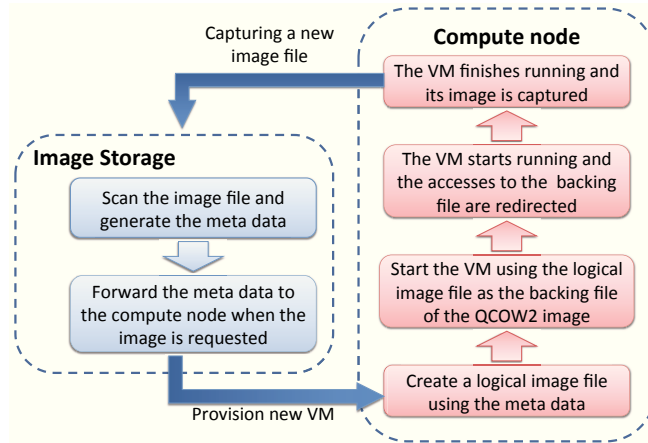 Capturing a new
image file
Compute node
The VM finishes running and
its image is captured
Image Storage
The VM starts running and
the accesses to the backing
file are redirected
Scan the image file and
generate the meta data
Start the VM using the logical
image file as the backing file
of the QCOW2 image
Forward the meta data to
the compute node when the
image is requested
Create a logical image file
using the meta data
Provision new VM